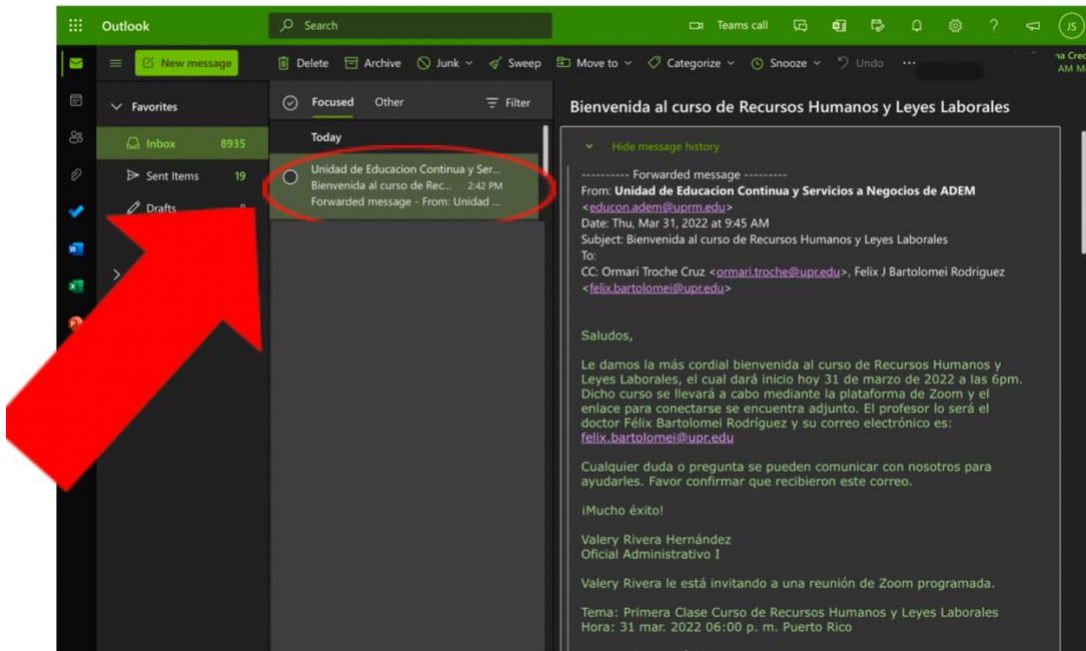 Outlook
Search
Teams call
JS
New message
Delete
Archive
Junk
Sweep
Move to
Categorize
Snooze
Undo
...
AM
Favorites
Inbox 8935
Sent Items 19
Drafts
Focused
Other
Filter
Today
Unidad de Educacion Continua y Ser...
Bienvenida al curso de Rec... 2:42 PM
Forwarded message - From: Unidad ...
Bienvenida al curso de Recursos Humanos y Leyes Laborales
Hide message history
---------- Forwarded message ---------
From: Unidad de Educacion Continua y Servicios a Negocios de ADEM
<educon.adem@uprm.edu>
Date: Thu, Mar 31, 2022 at 9:45 AM
Subject: Bienvenida al curso de Recursos Humanos y Leyes Laborales
To:
CC: Ormari Troche Cruz <ormari.troche@upr.edu>, Felix J Bartolomei Rodriguez
<felix.bartolomei@upr.edu>
Saludos,
Le damos la más cordial bienvenida al curso de Recursos Humanos y
Leyes Laborales, el cual dará inicio hoy 31 de marzo de 2022 a las 6pm.
Dicho curso se llevará a cabo mediante la plataforma de Zoom y el
enlace para conectarse se encuentra adjunto. El profesor lo será el
doctor Félix Bartolomei Rodríguez y su correo electrónico es:
felix.bartolomei@upr.edu
Cualquier duda o pregunta se pueden comunicar con nosotros para
ayudarles. Favor confirmar que recibieron este correo.
¡Mucho éxito!
Valery Rivera Hernández
Oficial Administrativo I
Valery Rivera le está invitando a una reunión de Zoom programada.
Tema: Primera Clase Curso de Recursos Humanos y Leyes Laborales
Hora: 31 mar. 2022 06:00 p. m. Puerto Rico